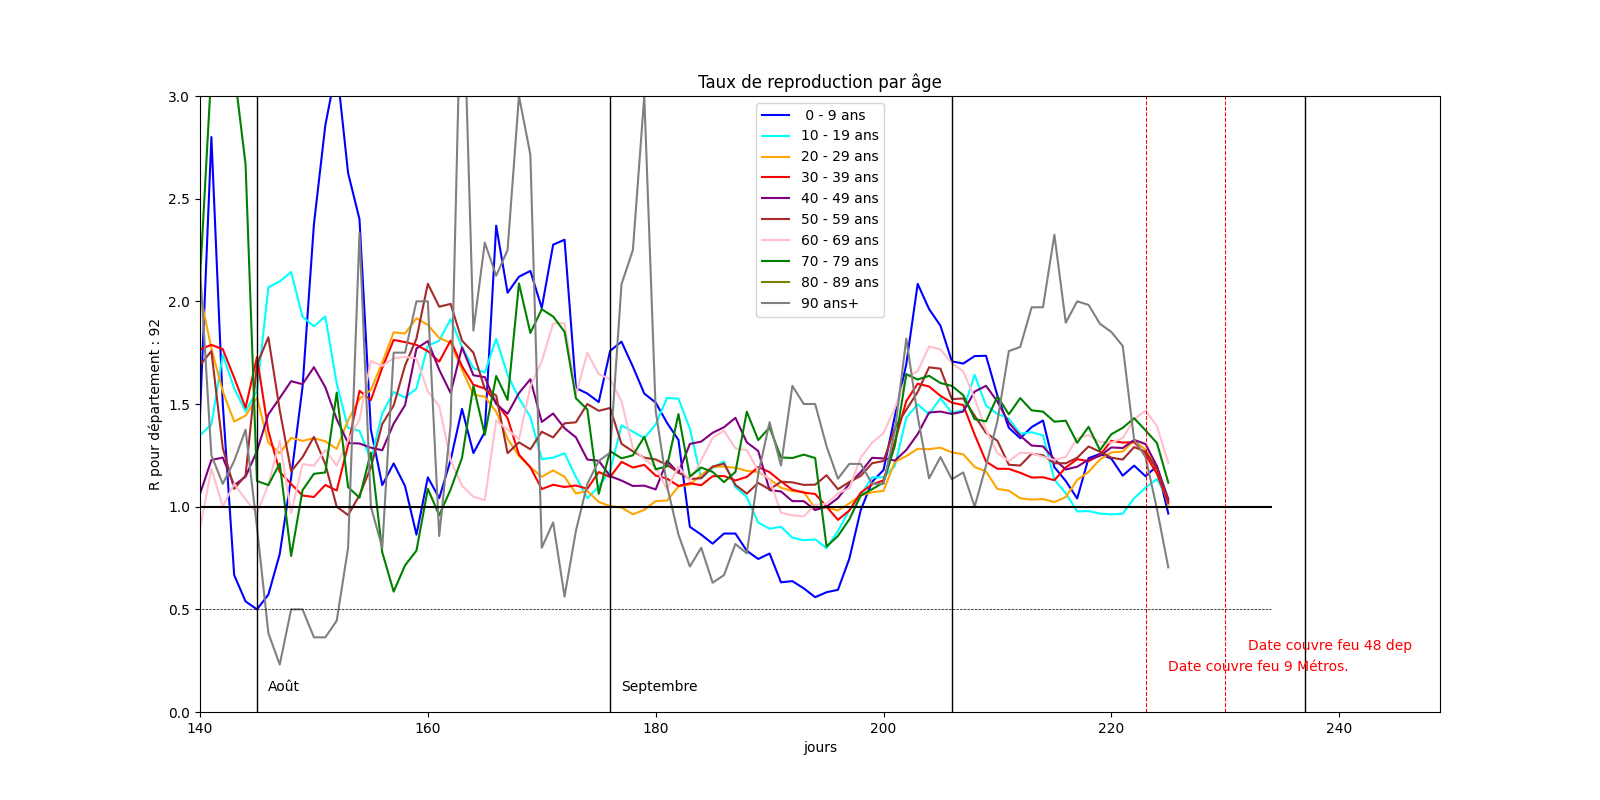 Taux de reproduction par âge
R pour département : 92
3.0
2.5
2.0
1.5
1.0
0.5
0.0
0 - 9 ans
10 - 19 ans
20 - 29 ans
30 - 39 ans
40 - 49 ans
50 - 59 ans
60 - 69 ans
70 - 79 ans
80 - 89 ans
90 ans+
Date couvre feu 48 dep
Date couvre feu 9 Métros.
Août
Septembre
140
160
180
200
220
240
jours